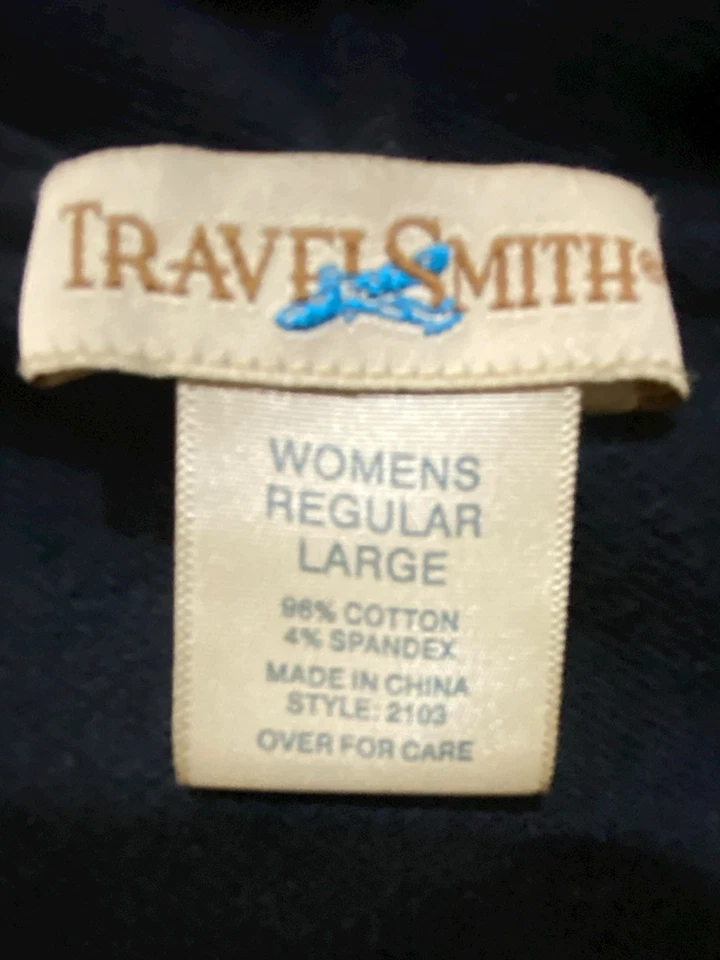 TRAVELSMITH®
WOMENS
REGULAR
LARGE
96% COTTON
4% SPANDEX
MADE IN CHINA
STYLE: 2103
OVER FOR CARE